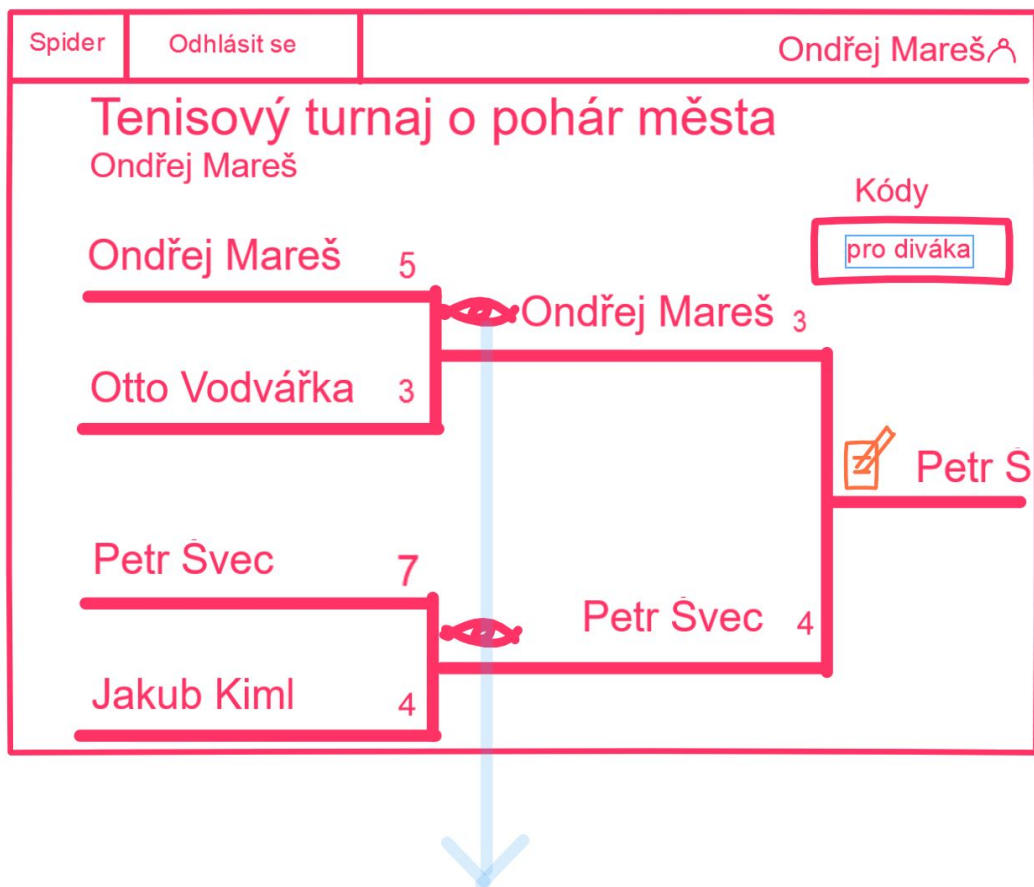 Spider
Odhlásit se
Ondřej Mareš
Tenisový turnaj o pohár města
Ondřej Mareš
Kódy
pro diváka
Ondřej Mareš 5
Ondřej Mareš 3
Otto Vodvářka 3
Petr Š
Petr Švec 7
Petr Švec 4
Jakub Kiml 4